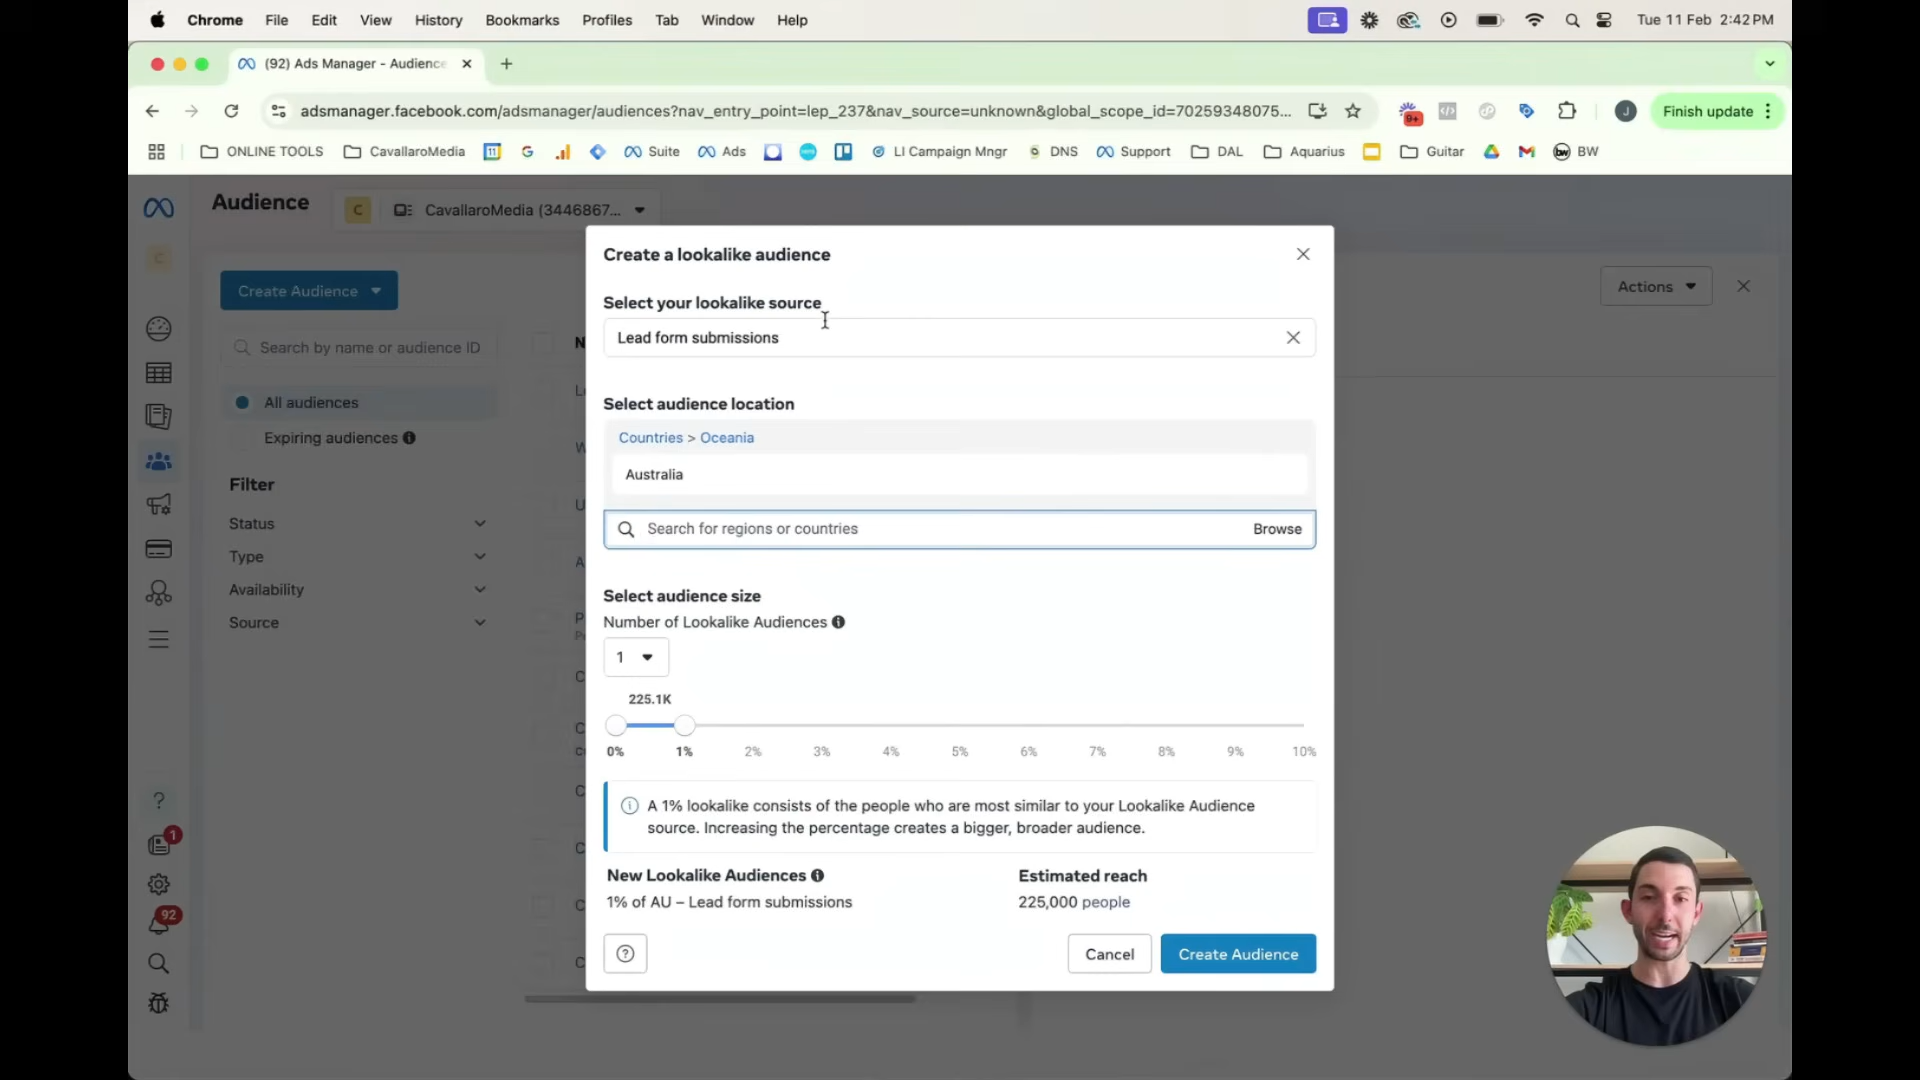 Chrome File Edit View History Bookmarks Profiles Tab Window Help Tue 11 Feb 2:42 PM
(92) Ads Manager - Audience
adsmanager.facebook.com/adsmanager/audiences?nav_entry_point=lep_237&nav_source=unknown&global_scope_id=70259348075... 9+ J Finish update
ONLINE TOOLS CavallaroMedia Suite Ads LI Campaign Mngr DNS Support DAL Aquarius Guitar BW
Audience C CavallaroMedia (3446867...
C
Create Audience
Actions
Search by name or audience ID
All audiences
Expiring audiences
Filter
Status
Type
Availability
Source
Create a lookalike audience
Select your lookalike source
Lead form submissions
Select audience location
Countries > Oceania
Australia
Search for regions or countries Browse
Select audience size
Number of Lookalike Audiences
1
225.1K
0% 1% 2% 3% 4% 5% 6% 7% 8% 9% 10%
A 1% lookalike consists of the people who are most similar to your Lookalike Audience
source. Increasing the percentage creates a bigger, broader audience.
New Lookalike Audiences Estimated reach
1% of AU – Lead form submissions 225,000 people
Cancel Create Audience
1
92